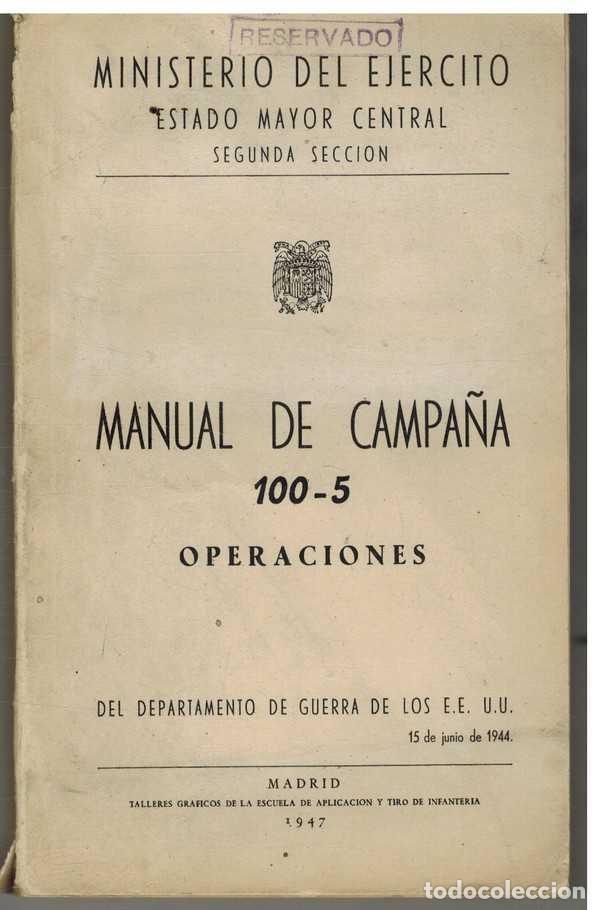 RESERVADO
MINISTERIO DEL EJERCITO
ESTADO MAYOR CENTRAL
SEGUNDA SECCION
MANUAL DE CAMPAÑA
100-5
OPERACIONES
DEL DEPARTAMENTO DE GUERRA DE LOS E.E. U.U.
15 de junio de 1944.
MADRID
TALLERES GRAFICOS DE LA ESCUELA DE APLICACION Y TIRO DE INFANTERIA
1947
todocoleccion